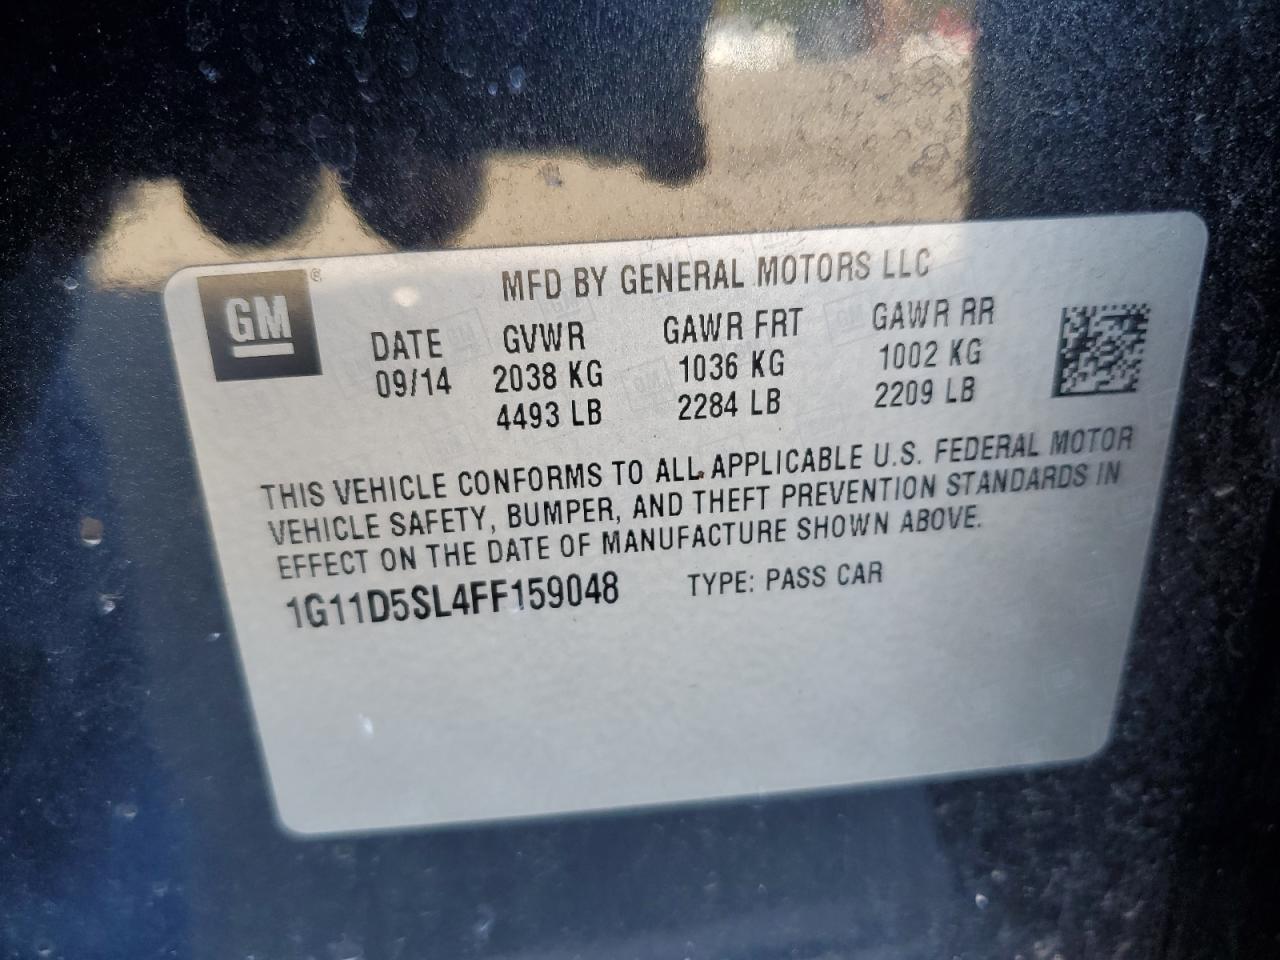 GM ®
MFD BY GENERAL MOTORS LLC
DATE GVWR GAWR FRT GAWR RR
09/14 2038 KG 1036 KG 1002 KG
4493 LB 2284 LB 2209 LB
THIS VEHICLE CONFORMS TO ALL APPLICABLE U.S. FEDERAL MOTOR
VEHICLE SAFETY, BUMPER, AND THEFT PREVENTION STANDARDS IN
EFFECT ON THE DATE OF MANUFACTURE SHOWN ABOVE.
1G11D5SL4FF159048 TYPE: PASS CAR